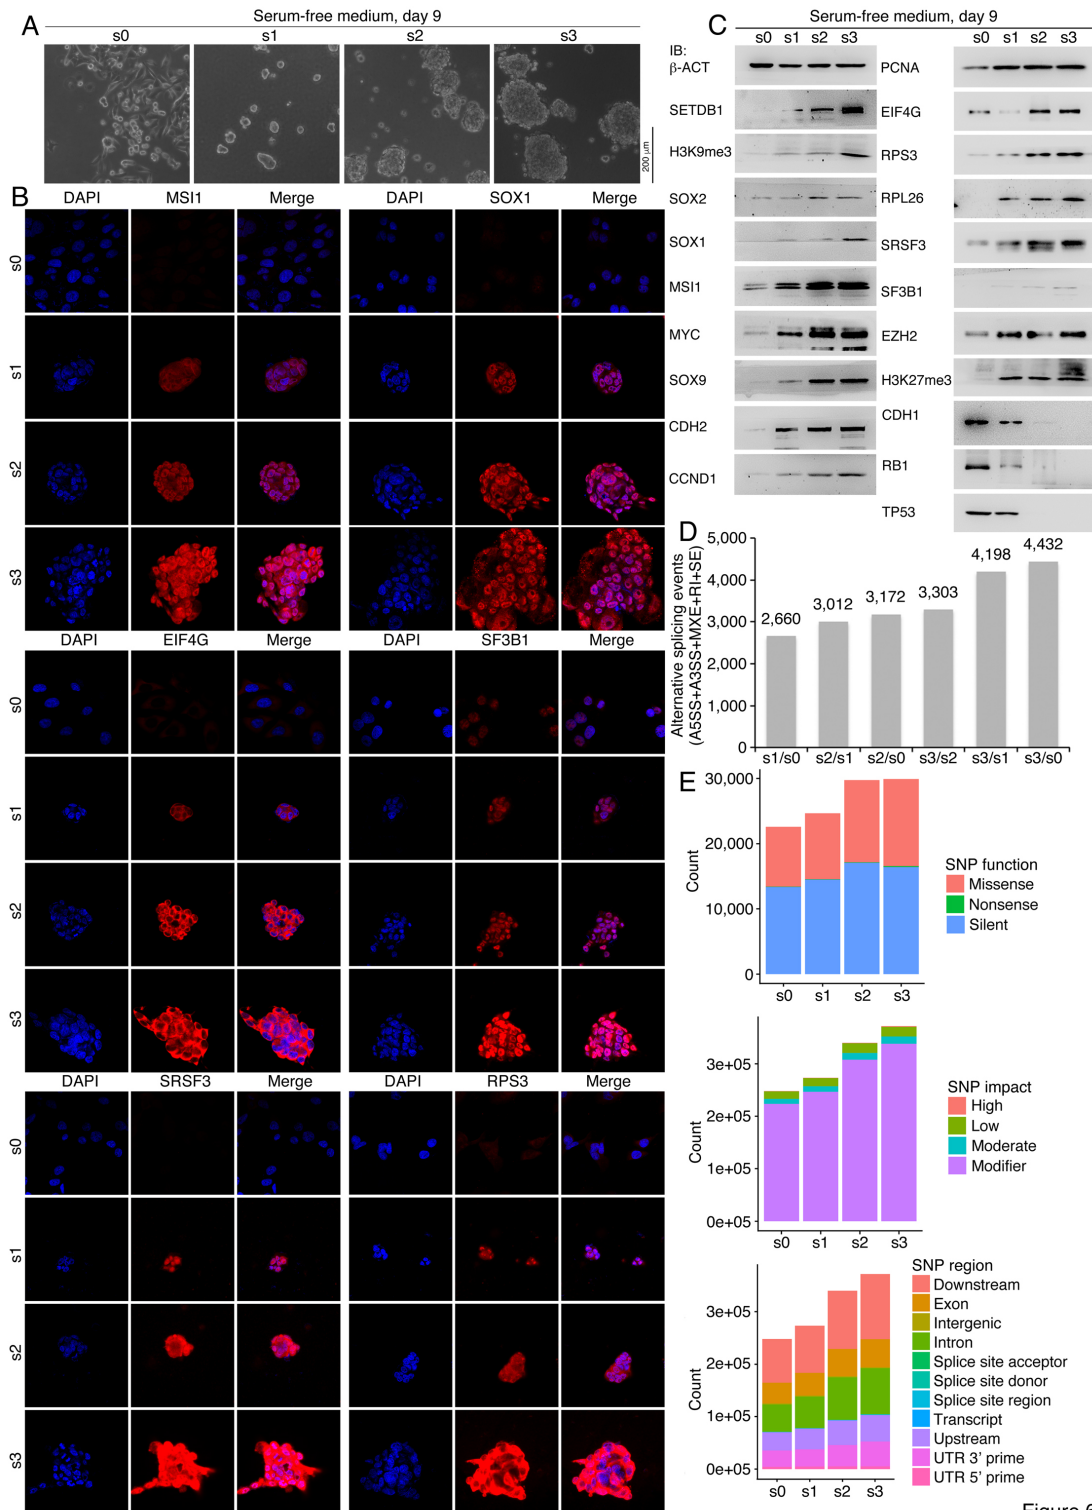 A
Serum-free medium, day 9
s0 s1 s2 s3
200 μm
B
DAPI MSI1 Merge DAPI SOX1 Merge
s0
s1
s2
s3
DAPI EIF4G Merge DAPI SF3B1 Merge
s0
s1
s2
s3
DAPI SRSF3 Merge DAPI RPS3 Merge
s0
s1
s2
s3
C
Serum-free medium, day 9
s0 s1 s2 s3 s0 s1 s2 s3
IB:
β-ACT
SETDB1
H3K9me3
SOX2
SOX1
MSI1
MYC
SOX9
CDH2
CCND1
PCNA
EIF4G
RPS3
RPL26
SRSF3
SF3B1
EZH2
H3K27me3
CDH1
RB1
TP53
D
Alternative splicing events
(A5SS+A3SS+MXE+RI+SE)
5,000
4,000
3,000
2,000
1,000
0
2,660 3,012 3,172 3,303 4,198 4,432
s1/s0 s2/s1 s2/s0 s3/s2 s3/s1 s3/s0
E
Count
30,000
20,000
10,000
0
s0 s1 s2 s3
SNP function
Missense
Nonsense
Silent
Count
3e+05
2e+05
1e+05
0e+05
s0 s1 s2 s3
SNP impact
High
Low
Moderate
Modifier
Count
3e+05
2e+05
1e+05
0e+05
s0 s1 s2 s3
SNP region
Downstream
Exon
Intergenic
Intron
Splice site acceptor
Splice site donor
Splice site region
Transcript
Upstream
UTR 3' prime
UTR 5' prime
Figure 6